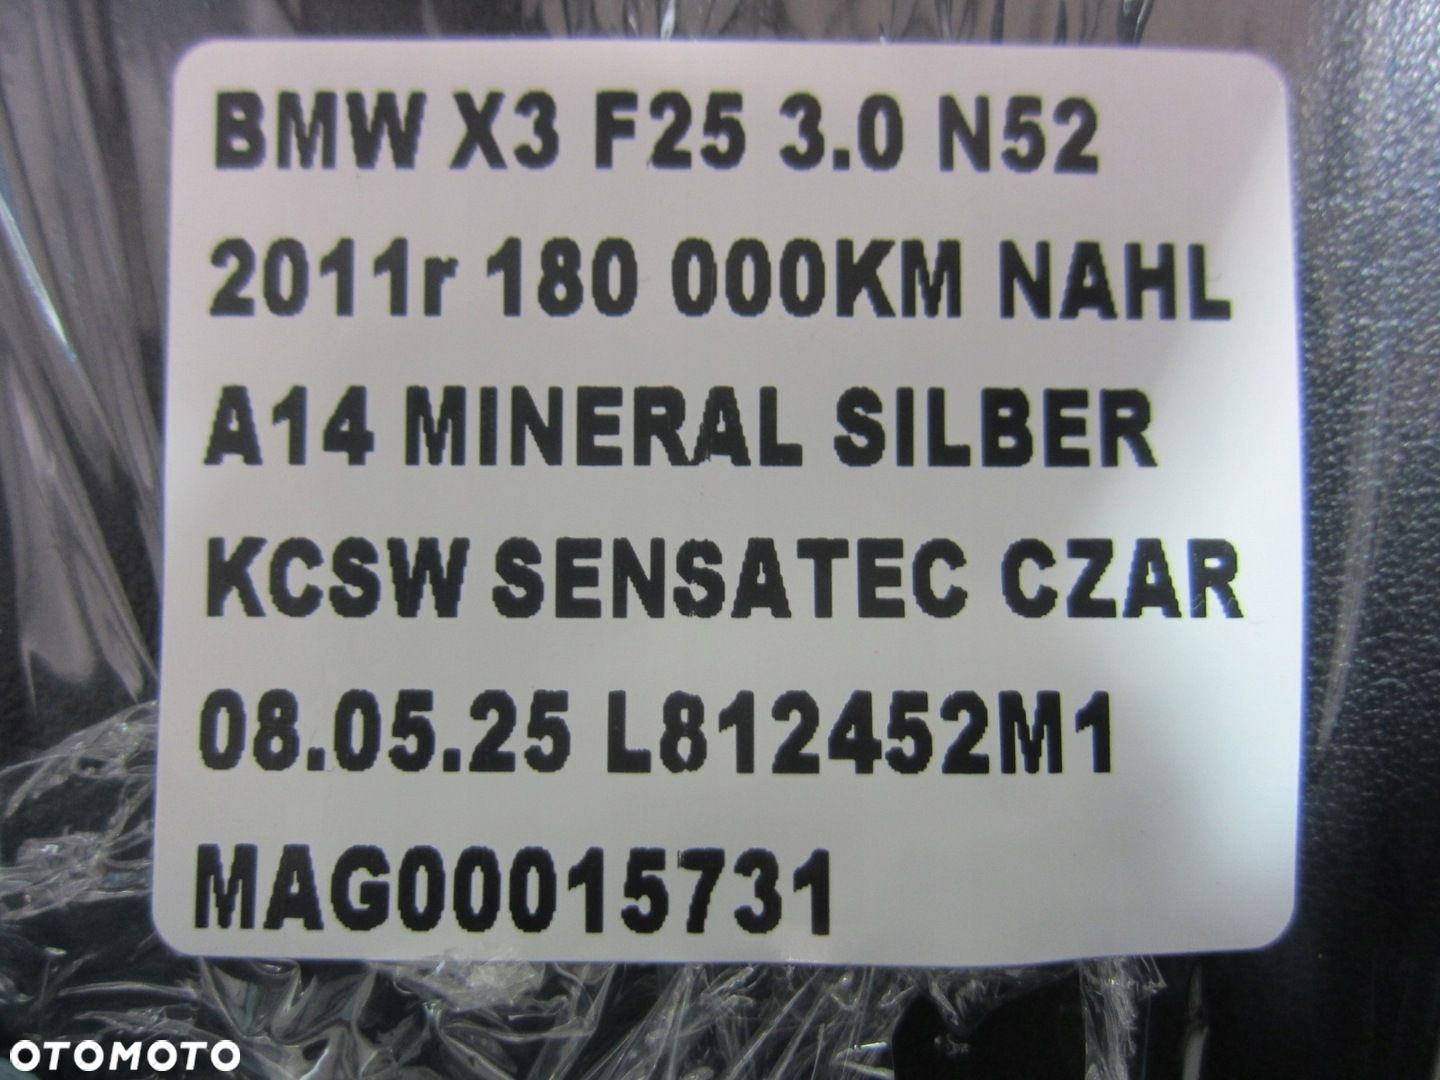 BMW X3 F25 3.0 N52
2011r 180 000KM NAHL
A14 MINERAL SILBER
KCSW SENSATEC CZAR
08.05.25 L812452M1
MAG00015731
OTOMOTO